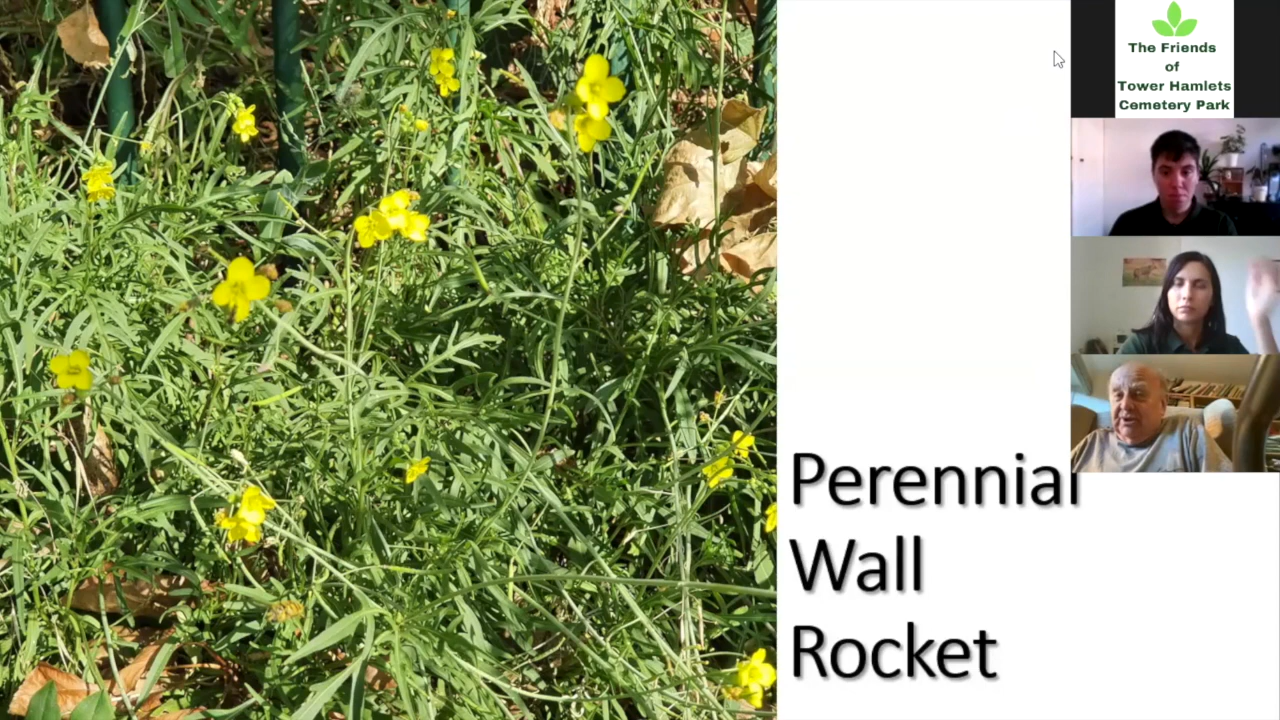 The Friends
of
Tower Hamlets
Cemetery Park
Perennial
Wall
Rocket